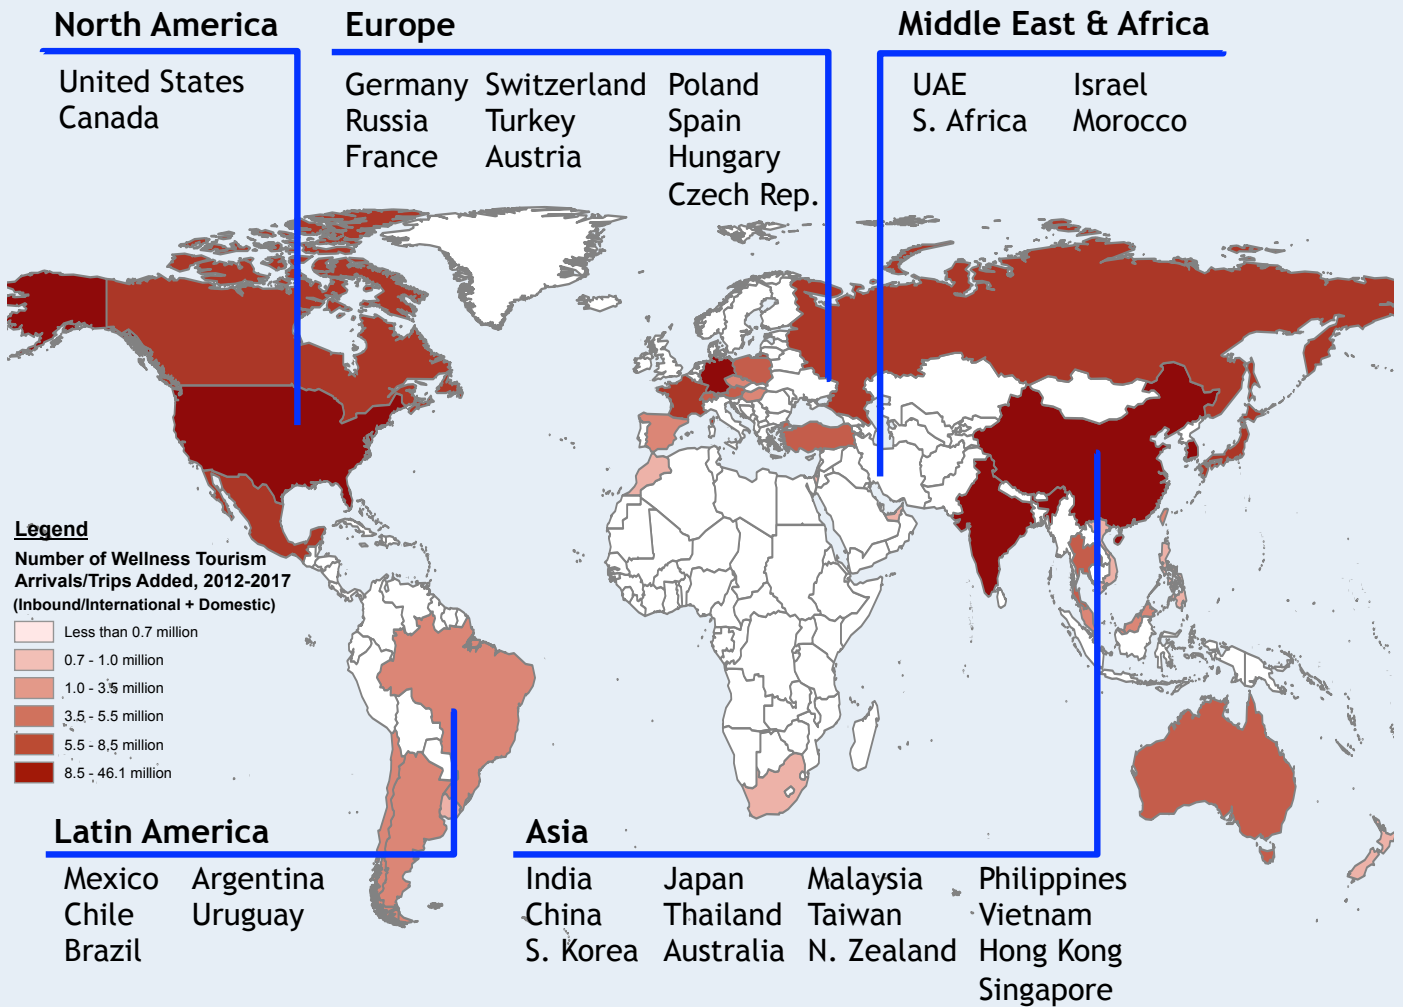 North America
United States
Canada
Europe
Germany Switzerland Poland
Russia Turkey Spain
France Austria Hungary
Czech Rep.
Middle East & Africa
UAE Israel
S. Africa Morocco
Legend
Number of Wellness Tourism
Arrivals/Trips Added, 2012-2017
(Inbound/International + Domestic)
Less than 0.7 million
0.7 - 1.0 million
1.0 - 3.5 million
3.5 - 5.5 million
5.5 - 8.5 million
8.5 - 46.1 million
Latin America
Mexico Argentina
Chile Uruguay
Brazil
Asia
India Japan Malaysia Philippines
China Thailand Taiwan Vietnam
S. Korea Australia N. Zealand Hong Kong
Singapore